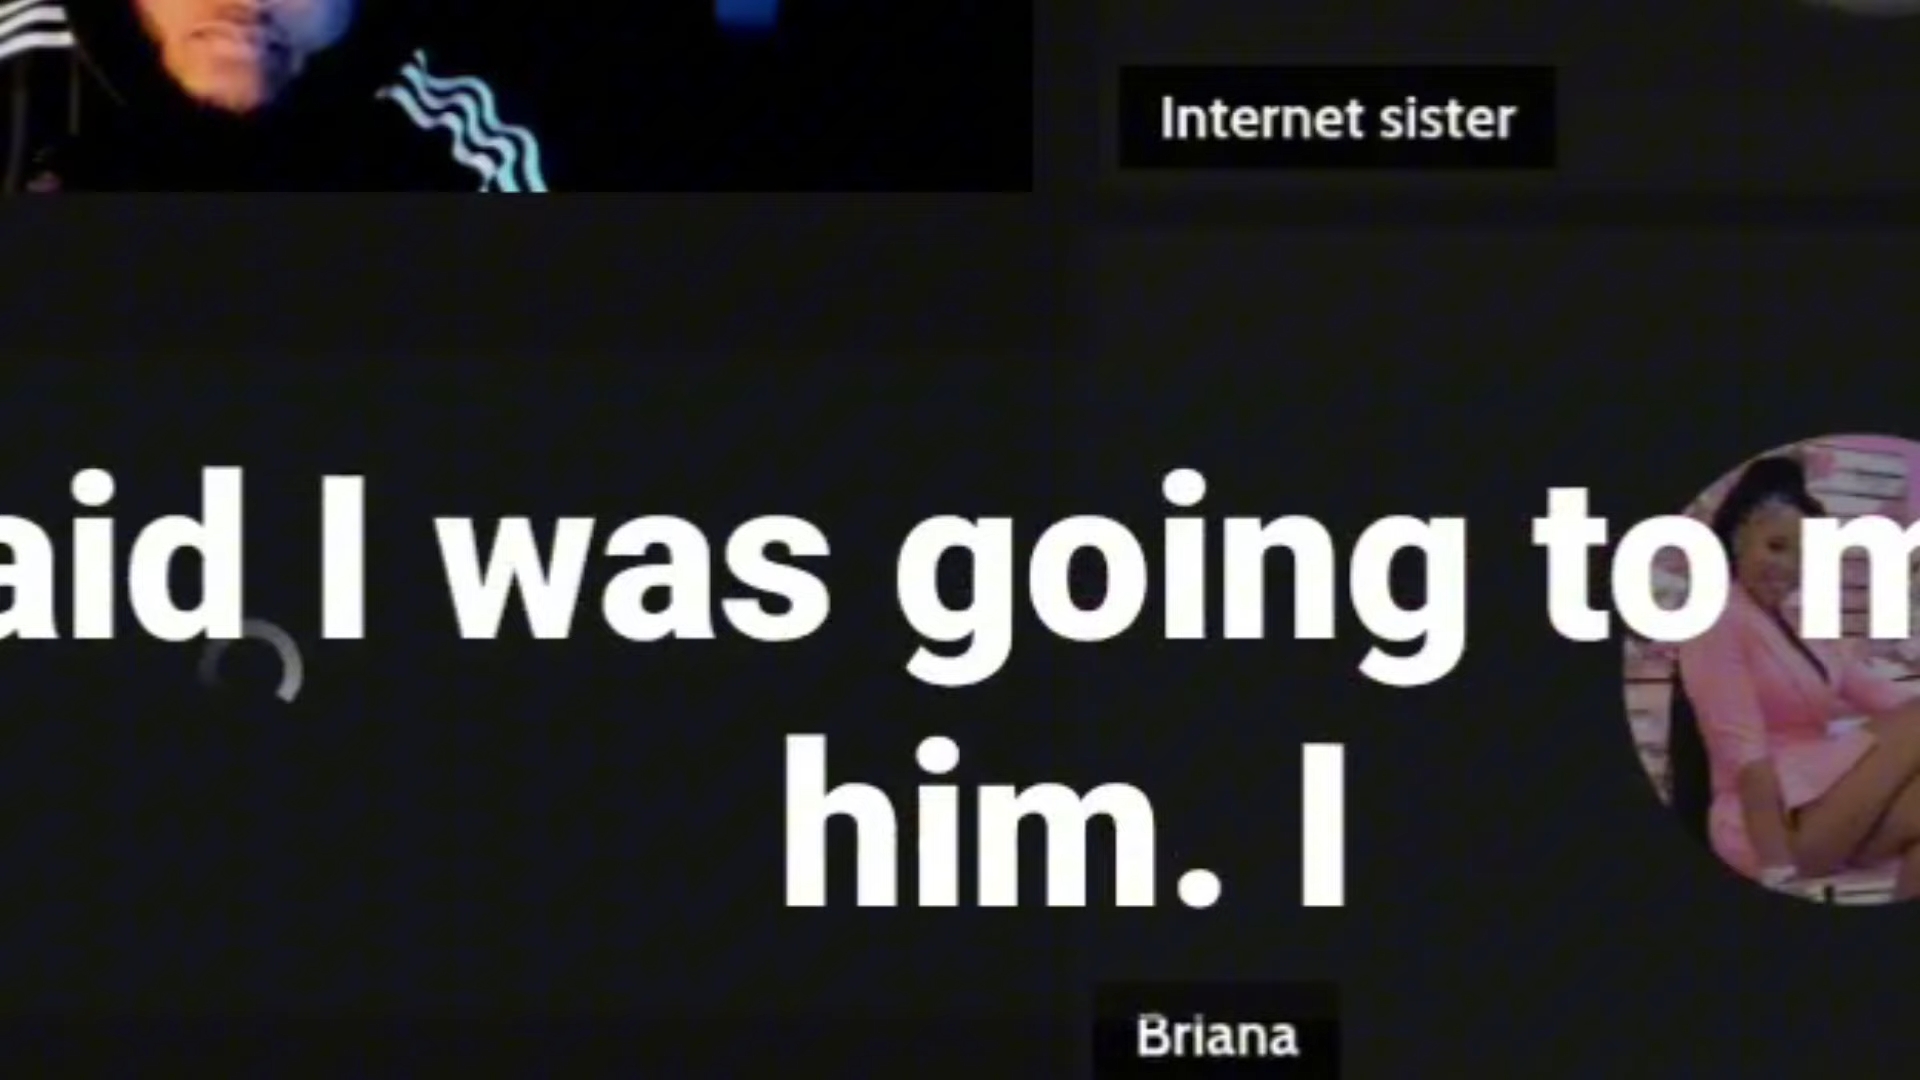 Internet sister
aid I was going to m
him. I
Briana